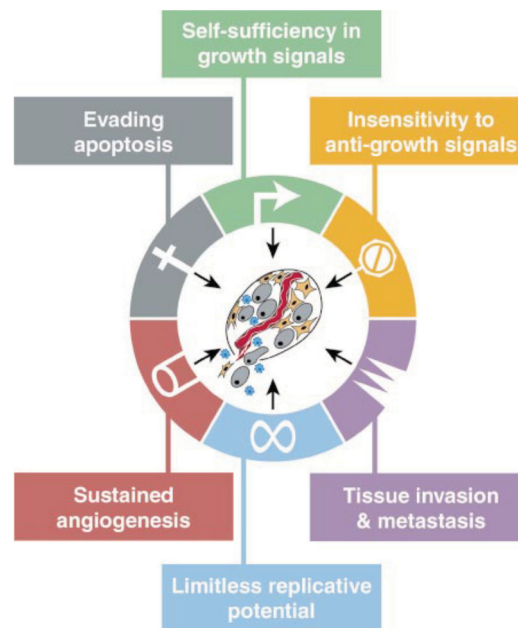 Self-sufficiency in
growth signals
Evading
apoptosis
Insensitivity to
anti-growth signals
Sustained
angiogenesis
Tissue invasion
& metastasis
Limitless replicative
potential